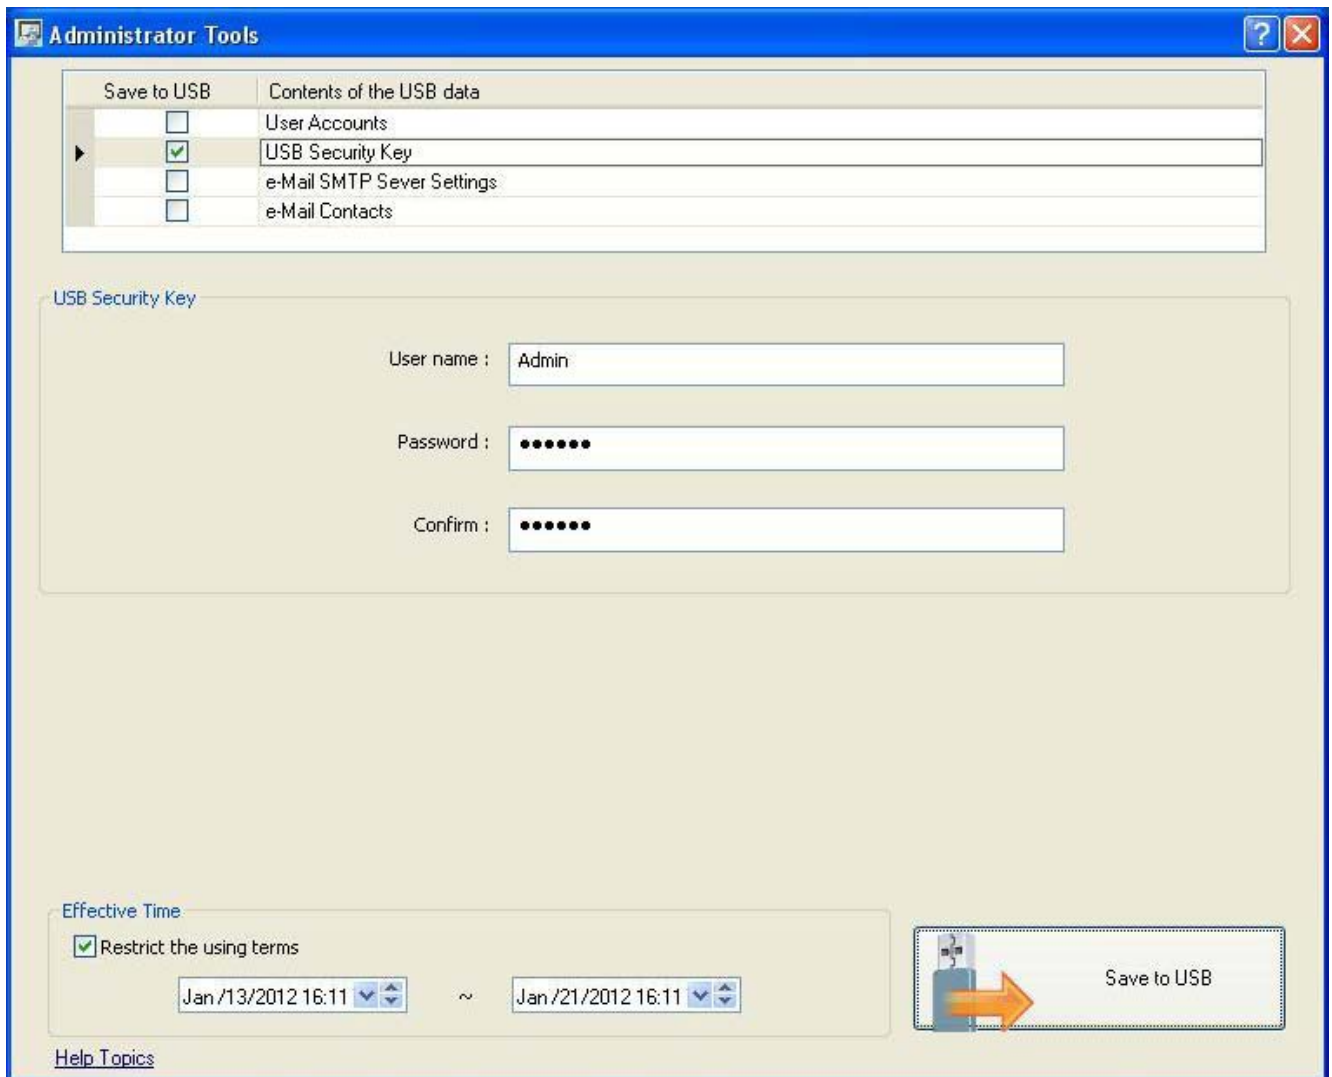 Administrator Tools
Save to USB Contents of the USB data
User Accounts
USB Security Key
e-Mail SMTP Sever Settings
e-Mail Contacts
USB Security Key
User name : Admin
Password : ●●●●●●
Confirm : ●●●●●●
Effective Time
Restrict the using terms
Jan /13/2012 16:11 ~ Jan /21/2012 16:11
Save to USB
Help Topics